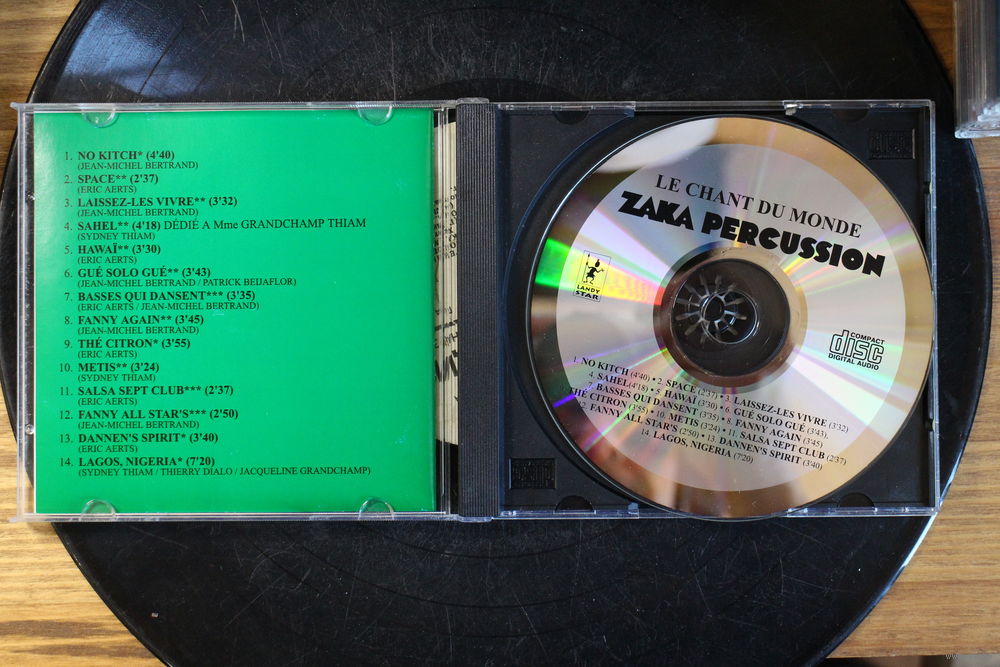 1. NO KITCH* (4'40)
(JEAN-MICHEL BERTRAND)
2. SPACE** (2'37)
(ERIC AERTS)
3. LAISSEZ-LES VIVRE** (3'32)
(JEAN-MICHEL BERTRAND)
4. SAHEL** (4'18) DÉDIÉ A Mme GRANDCHAMP THIAM
(SYDNEY THIAM)
5. HAWAÏ** (3'30)
(ERIC AERTS)
6. GUÉ SOLO GUÉ** (3'43)
(JEAN-MICHEL BERTRAND / PATRICK BEIJAFLOR)
7. BASSES QUI DANSENT*** (3'35)
(ERIC AERTS / JEAN-MICHEL BERTRAND)
8. FANNY AGAIN** (3'45)
(JEAN-MICHEL BERTRAND)
9. THÉ CITRON* (3'55)
(ERIC AERTS)
10. METIS** (3'24)
(SYDNEY THIAM)
11. SALSA SEPT CLUB*** (2'37)
(ERIC AERTS)
12. FANNY ALL STAR'S*** (2'50)
(JEAN-MICHEL BERTRAND)
13. DANNEN'S SPIRIT* (3'40)
(ERIC AERTS)
14. LAGOS, NIGERIA* (7'20)
(SYDNEY THIAM / THIERRY DIALO / JACQUELINE GRANDCHAMP)
LE CHANT DU MONDE
ZAKA PERCUSSION
LANDY
STAR
COMPACT
disc
DIGITAL AUDIO
1. NO KITCH (4'40) • 2. SPACE (2'37) • 3. LAISSEZ-LES VIVRE (3'32)
4. SAHEL (4'18) • 5. HAWAÏ (3'30) • 6. GUÉ SOLO GUÉ (3'43).
7. BASSES QUI DANSENT (3'35) • 8. FANNY AGAIN (3'45)
THÉ CITRON (3'55) • 10. METIS (3'24) • 11. SALSA SEPT CLUB (2'37)
12. FANNY ALL STAR'S (2'50) • 13. DANNEN'S SPIRIT (3'40)
14. LAGOS, NIGERIA (7'20)